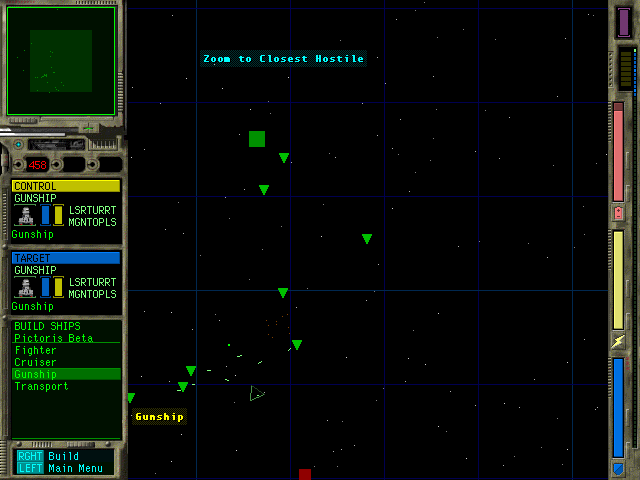 Zoom to Closest Hostile
458
CONTROL
GUNSHIP
LSRTURRT
MGNTOPLS
Gunship
TARGET
GUNSHIP
LSRTURRT
MGNTOPLS
Gunship
BUILD SHIPS
Pictoris Beta
Fighter
Cruiser
Gunship
Transport
Gunship
RGHT Build
LEFT Main Menu